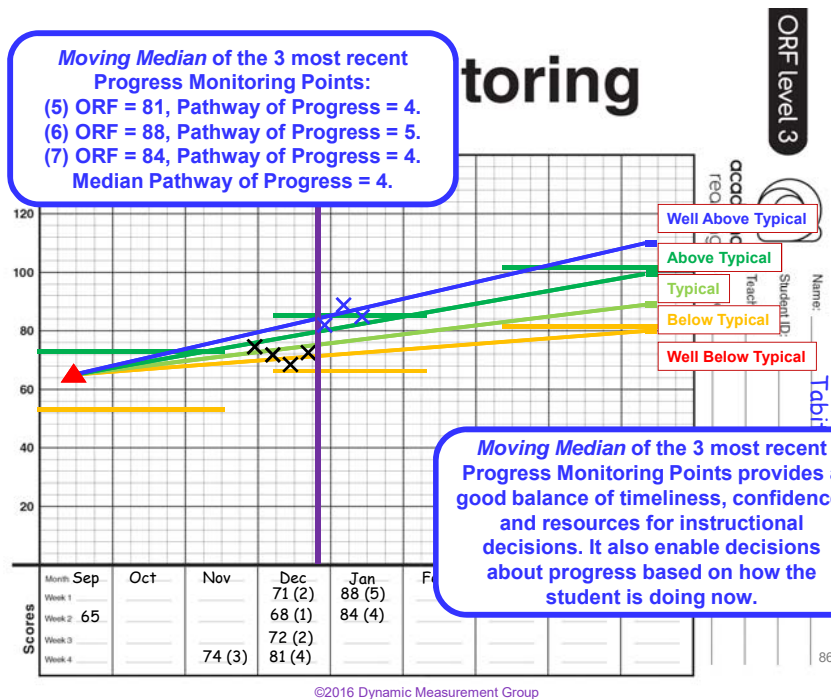 Moving Median of the 3 most recent
Progress Monitoring Points:
(5) ORF = 81, Pathway of Progress = 4.
(6) ORF = 88, Pathway of Progress = 5.
(7) ORF = 84, Pathway of Progress = 4.
Median Pathway of Progress = 4.
toring
ORF level 3
Name:
Student ID:
120
100
80
60
40
20
Well Above Typical
Above Typical
Typical
Below Typical
Well Below Typical
Moving Median of the 3 most recent
Progress Monitoring Points provides
good balance of timeliness, confidence
and resources for instructional
decisions. It also enable decisions
about progress based on how the
student is doing now.
Scores
Month Sep Oct Nov Dec Jan
Week 1 71 (2) 88 (5)
Week 2 65 68 (1) 84 (4)
Week 3 72 (2)
Week 4 74 (3) 81 (4)
86
©2016 Dynamic Measurement Group